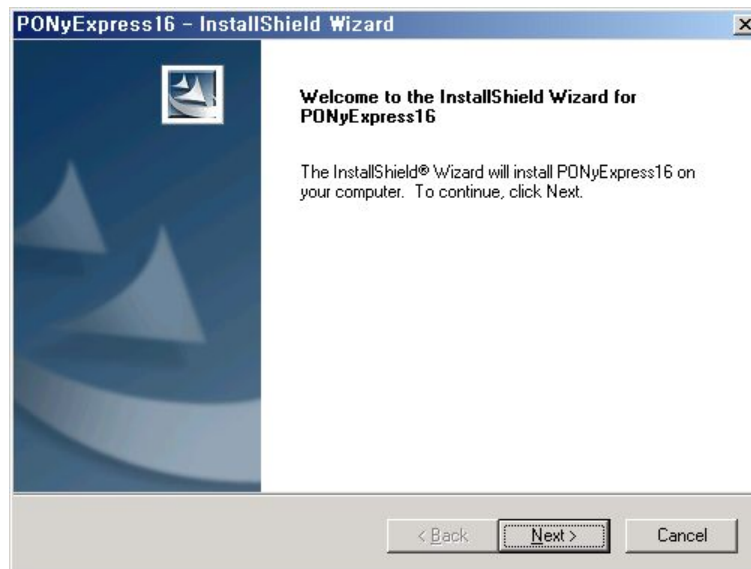 PONyExpress16 - InstallShield Wizard
Welcome to the InstallShield Wizard for
PONyExpress16
The InstallShield® Wizard will install PONyExpress16 on
your computer. To continue, click Next.
< Back
Next >
Cancel